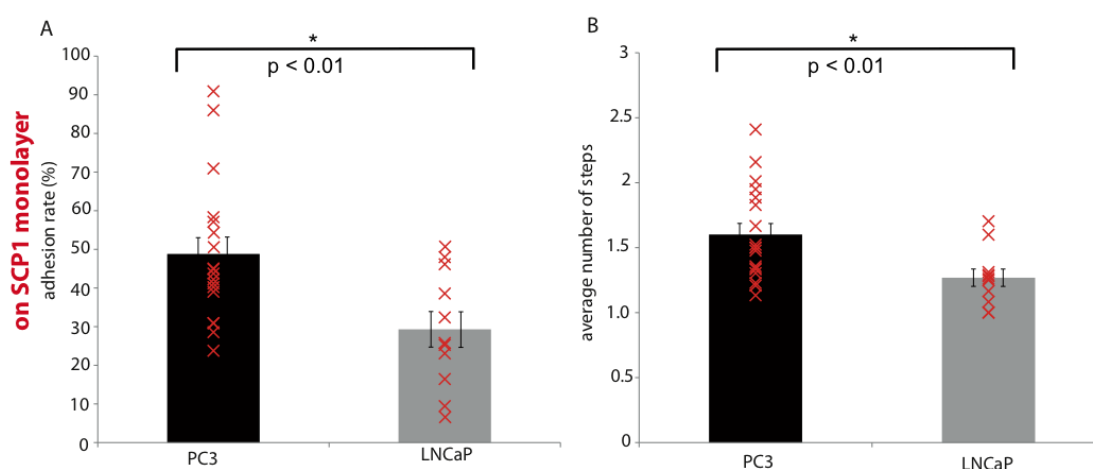 A
*
p < 0.01
100
90
80
70
60
50
40
30
20
10
0
on SCP1 monolayer
adhesion rate (%)
PC3
LNCaP
B
*
p < 0.01
3
2.5
2
1.5
1.0
0.5
0
average number of steps
PC3
LNCaP